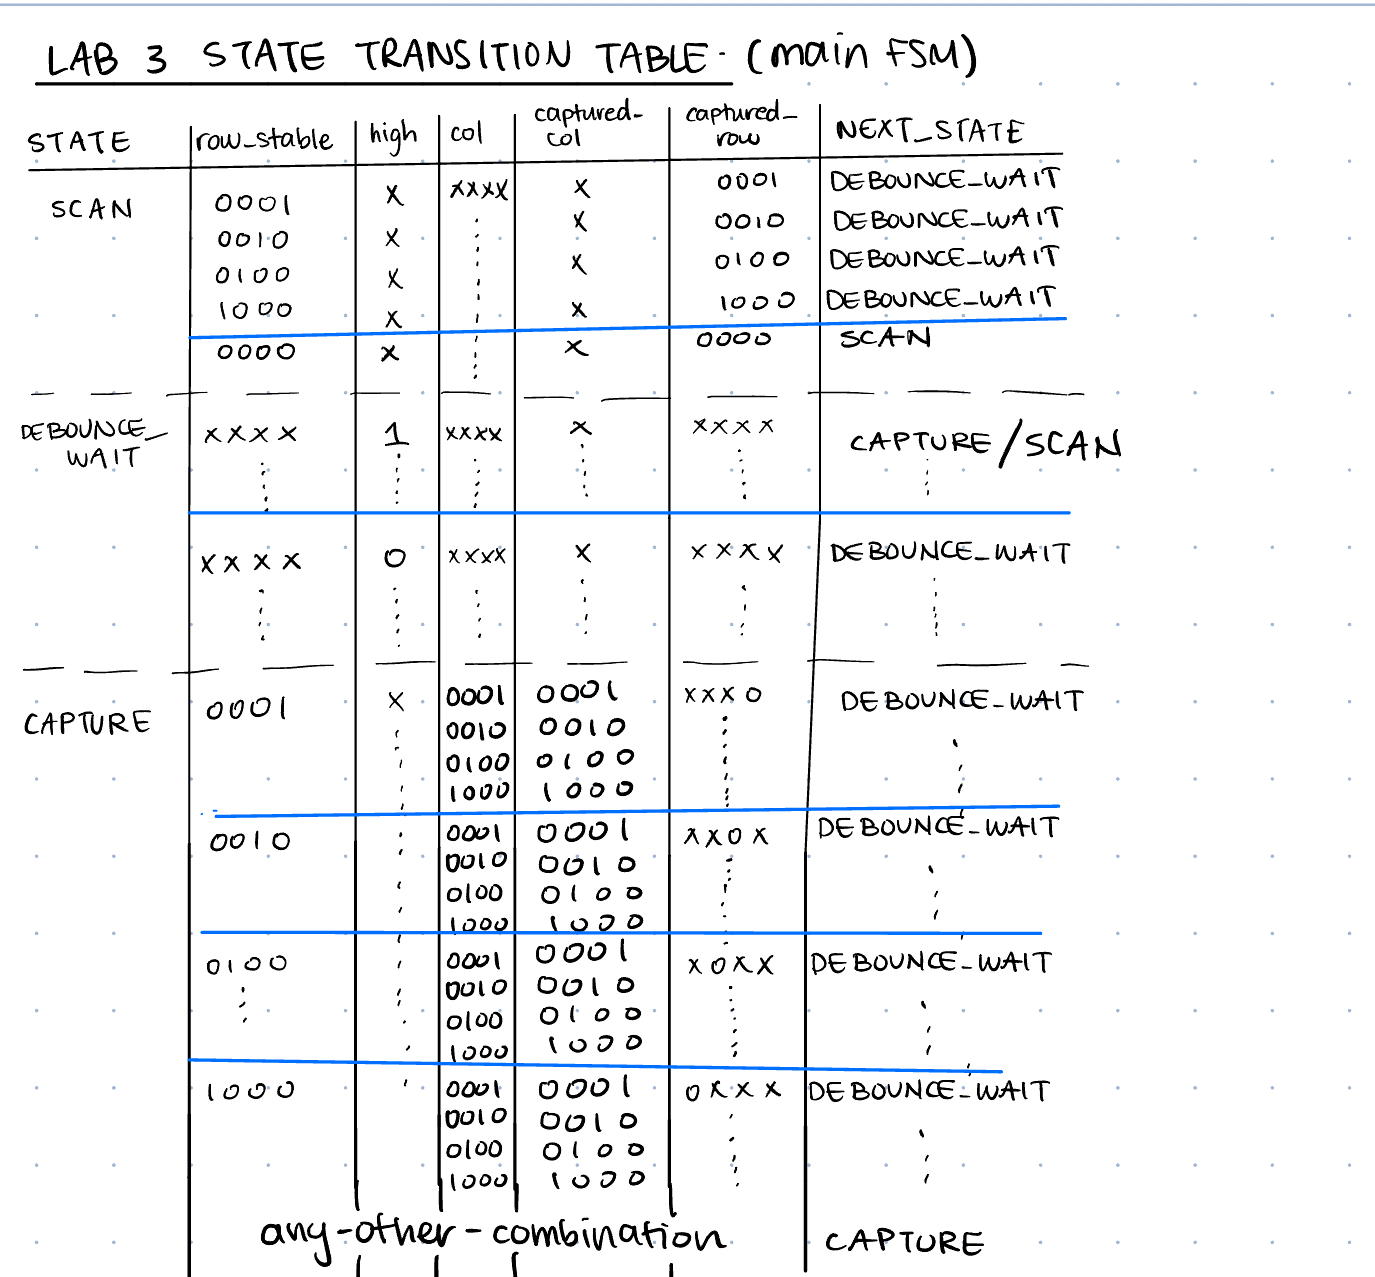 LAB 3 STATE TRANSITION TABLE. (main FSM)
STATE row_stable high col captured_col captured_row NEXT_STATE
SCAN 0001 X XXXX X 0001 DEBOUNCE_WAIT
0010 X X 0010 DEBOUNCE_WAIT
0100 X X 0100 DEBOUNCE_WAIT
1000 X X 1000 DEBOUNCE_WAIT
0000 X X 0000 SCAN
DEBOUNCE_WAIT XXXX 1 XXXX X XXXX CAPTURE/SCAN
XXXX 0 XXXX X XXXX DEBOUNCE_WAIT
CAPTURE 0001 X 0001 0001 XXX0 DEBOUNCE_WAIT
0010 0010
0100 0100
1000 1000
0010 0001 0001 XX0X DEBOUNCE_WAIT
0010 0010
0100 0100
1000 1000
0100 0001 0001 X0XX DEBOUNCE_WAIT
0010 0010
0100 0100
1000 1000
1000 0001 0001 0XXX DEBOUNCE_WAIT
0010 0010
0100 0100
1000 1000
any-other-combination CAPTURE